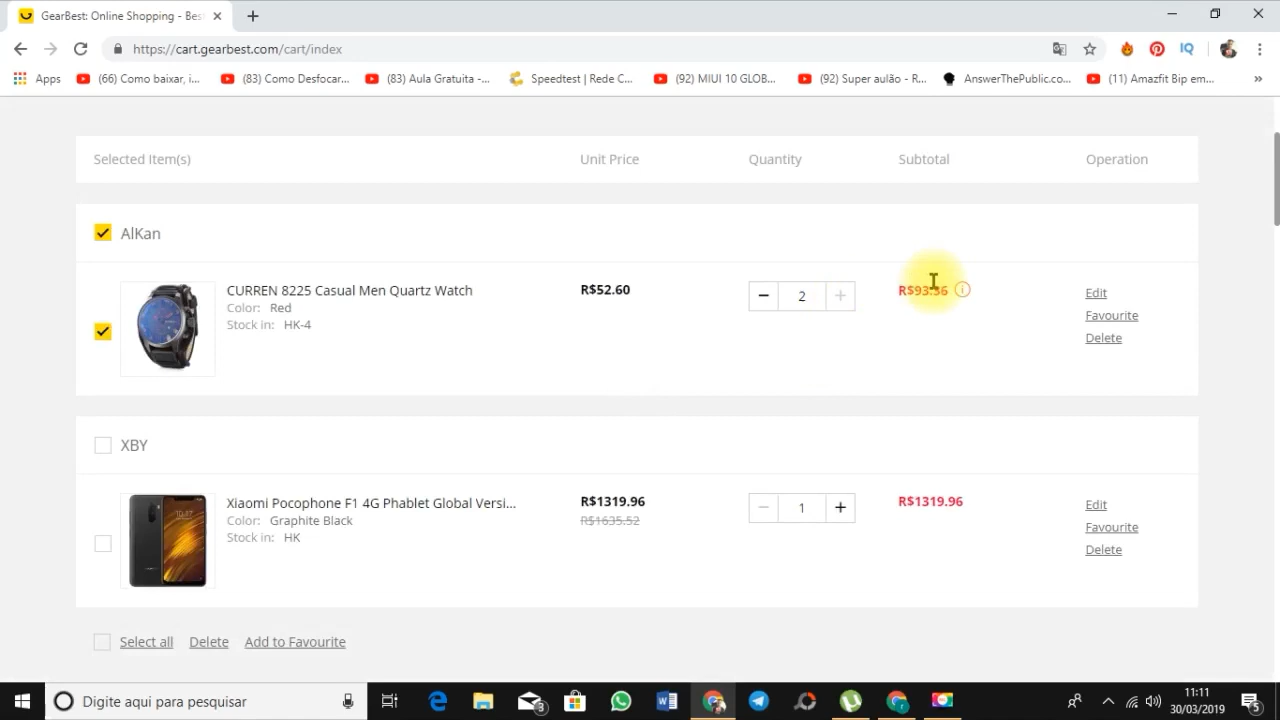 GearBest: Online Shopping - Bes
https://cart.gearbest.com/cart/index
Apps
(66) Como baixar, i...
(83) Como Desfocar...
(83) Aula Gratuita -...
Speedtest | Rede C...
(92) MIUI 10 GLOB...
(92) Super aulão - R...
AnswerThePublic.co...
(11) Amazfit Bip em...
Selected Item(s) Unit Price Quantity Subtotal Operation
AlKan
CURREN 8225 Casual Men Quartz Watch R$52.60 2 R$93.36
Color: Red
Stock in: HK-4
Edit
Favourite
Delete
XBY
Xiaomi Pocophone F1 4G Phablet Global Versi... R$1319.96 1 R$1319.96
R$1635.52
Color: Graphite Black
Stock in: HK
Edit
Favourite
Delete
Select all Delete Add to Favourite
Digite aqui para pesquisar
3
11:11
30/03/2019
5